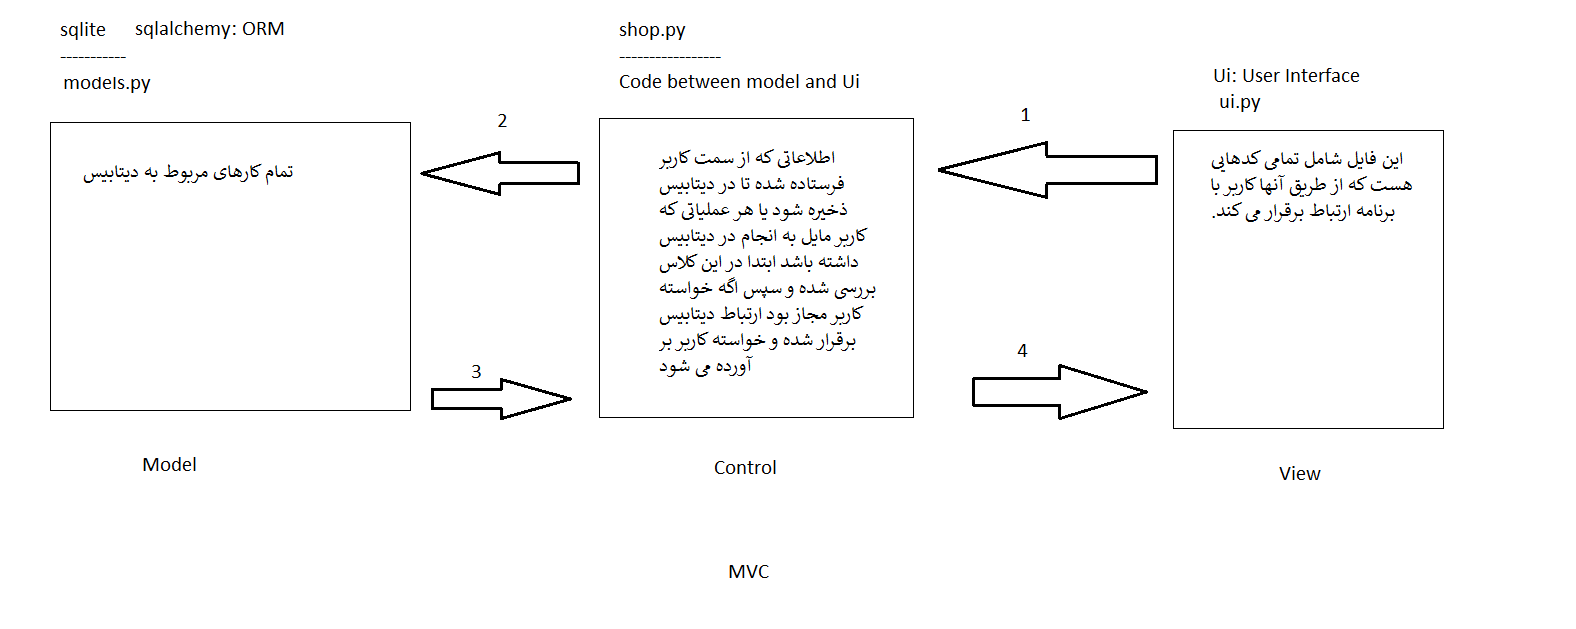 sqlite
sqlalchemy: ORM
-----------
models.py
2
تمام کارهای مربوط به دیتابیس
3
Model
shop.py
-----------------
Code between model and Ui
اطلاعاتی که از سمت کاربر
فرستاده شده تا در دیتابیس
ذخیره شود یا هر عملیاتی که
کاربر مایل به انجام در دیتابیس
داشته باشد ابتدا در این کلاس
بررسی شده و سپس اگه خواسته
کاربر مجاز بود ارتباط دیتابیس
برقرار شده و خواسته کاربر بر
آورده می شود
Control
1
4
Ui: User Interface
ui.py
این فایل شامل تمامی کدهایی
هست که از طریق آنها کاربر با
برنامه ارتباط برقرار می کند.
View
MVC